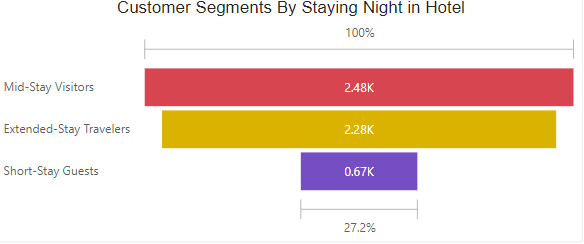 Customer Segments By Staying Night in Hotel
100%
Mid-Stay Visitors 2.48K
Extended-Stay Travelers 2.28K
Short-Stay Guests 0.67K
27.2%